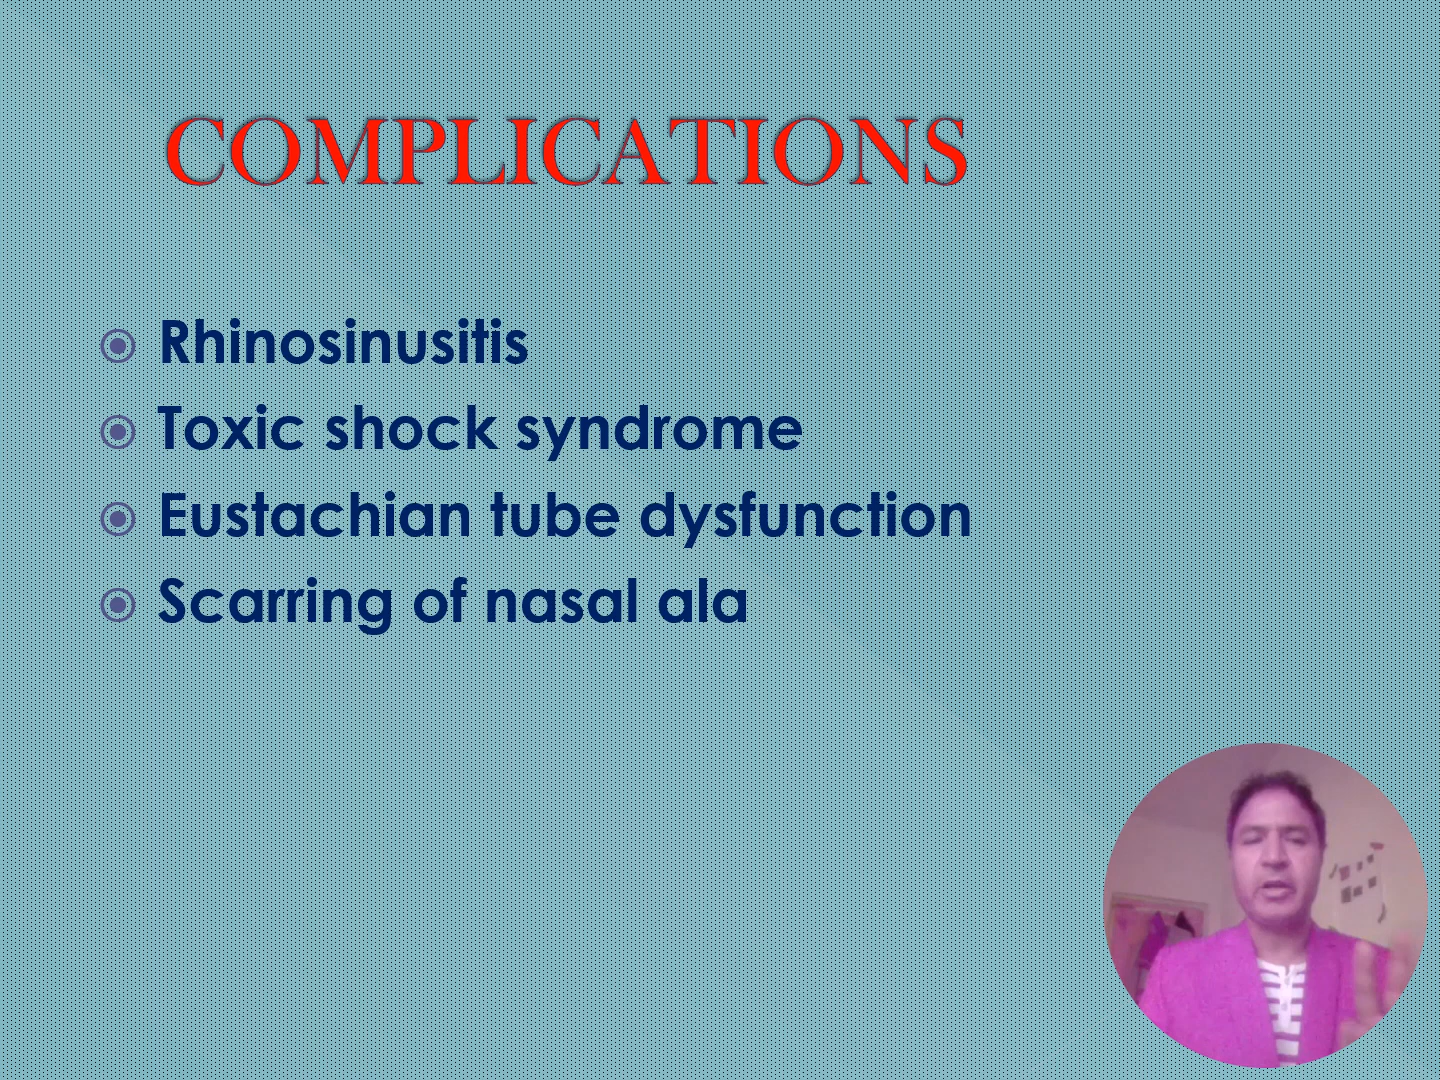 COMPLICATIONS
Rhinosinusitis
Toxic shock syndrome
Eustachian tube dysfunction
Scarring of nasal ala